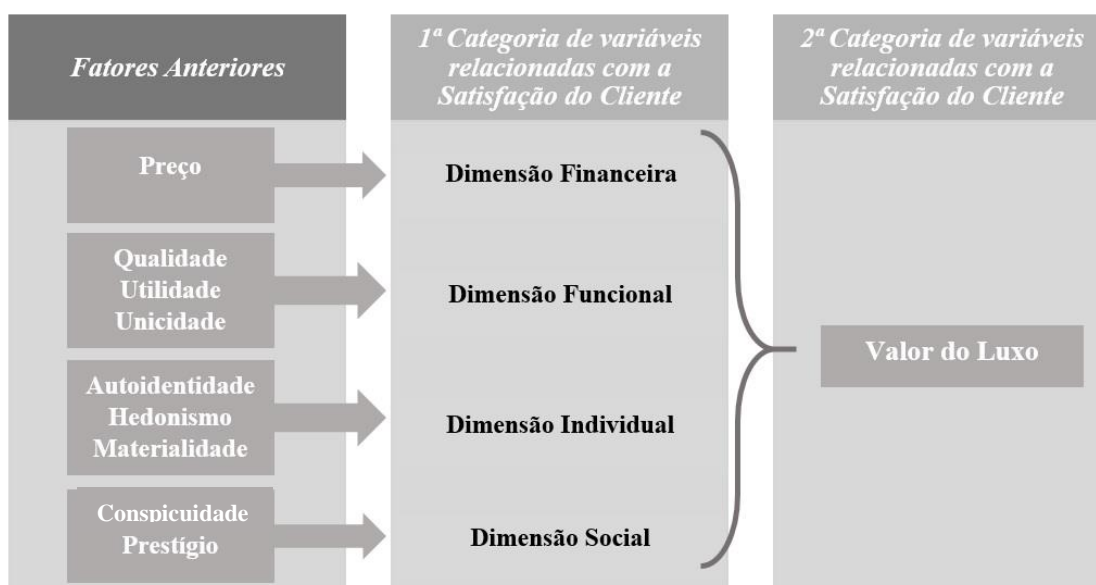 Fatores Anteriores
1ª Categoria de variáveis
relacionadas com a
Satisfação do Cliente
2ª Categoria de variáveis
relacionadas com a
Satisfação do Cliente
Preço
Dimensão Financeira
Qualidade
Utilidade
Unicidade
Dimensão Funcional
Valor do Luxo
Autoidentidade
Hedonismo
Materialidade
Dimensão Individual
Conspicuidade
Prestígio
Dimensão Social